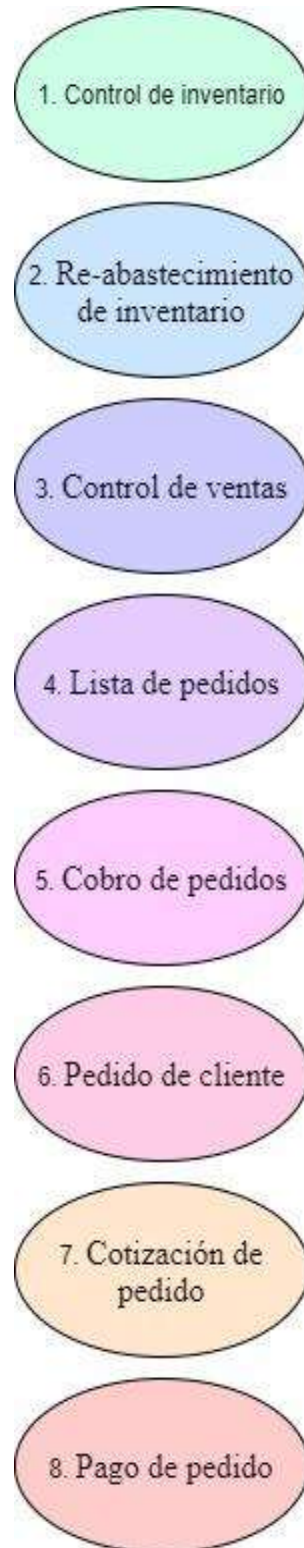 1. Control de inventario
2. Re-abastecimiento
de inventario
3. Control de ventas
4. Lista de pedidos
5. Cobro de pedidos
6. Pedido de cliente
7. Cotización de
pedido
8. Pago de pedido